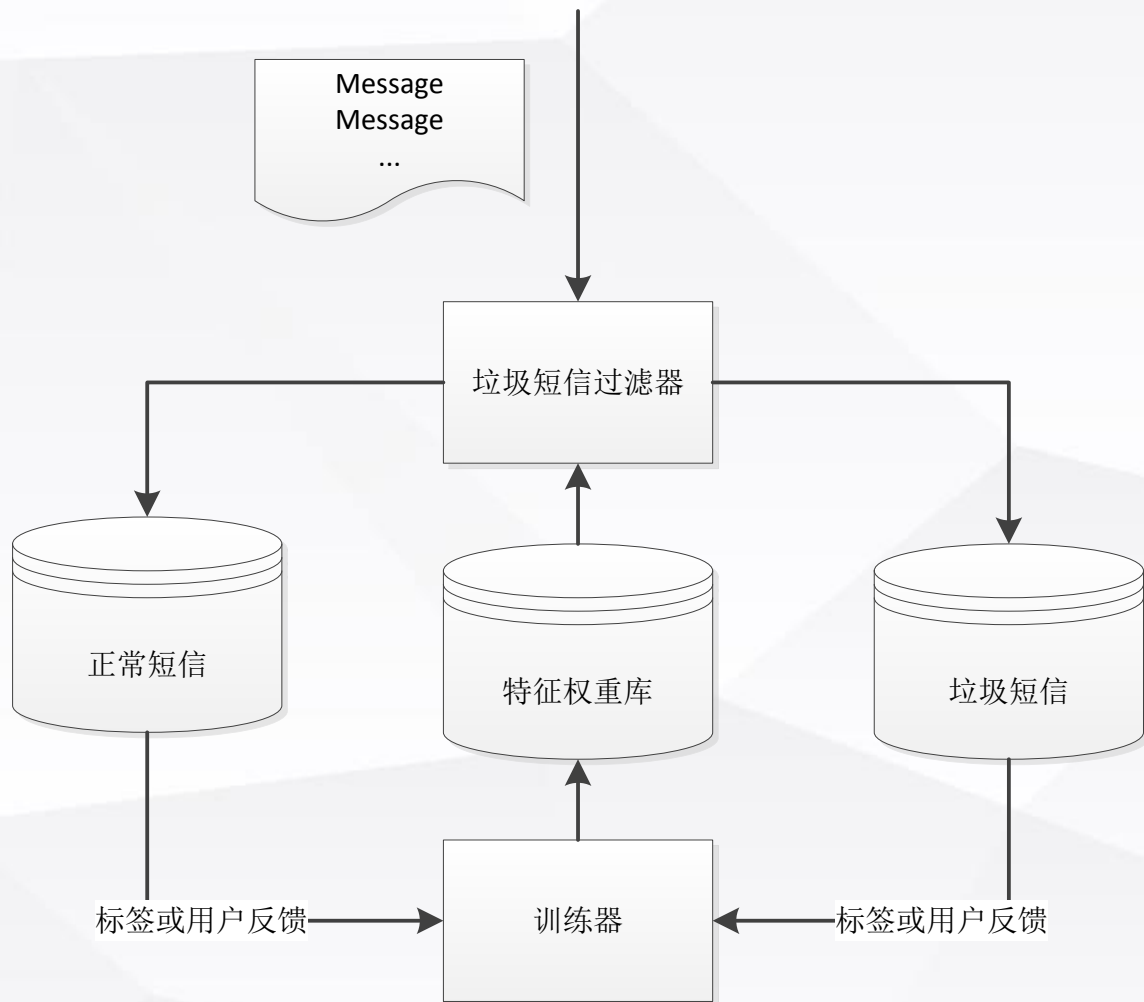 Message
Message
...
垃圾短信过滤器
正常短信
特征权重库
垃圾短信
标签或用户反馈
训练器
标签或用户反馈